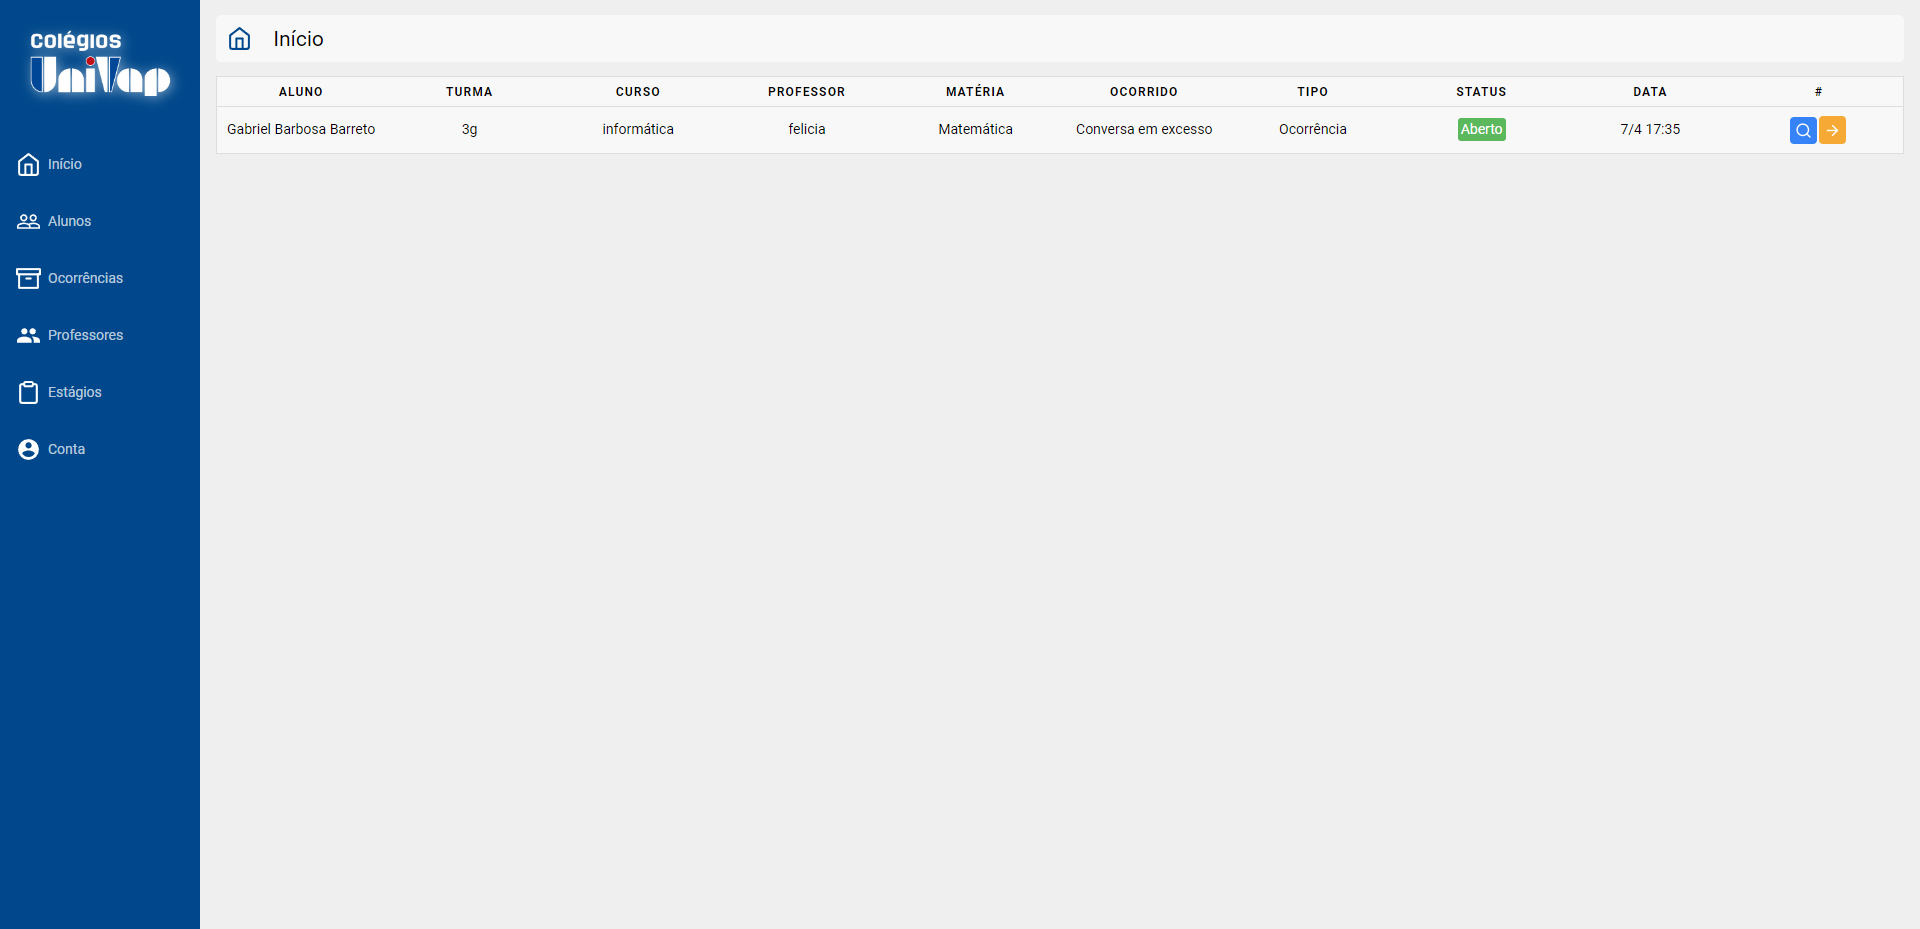 colégios
UniVap
Início
Alunos
Ocorrências
Professores
Estágios
Conta
Início
ALUNO TURMA CURSO PROFESSOR MATÉRIA OCORRIDO TIPO STATUS DATA #
Gabriel Barbosa Barreto 3g informática felicia Matemática Conversa em excesso Ocorrência Aberto 7/4 17:35